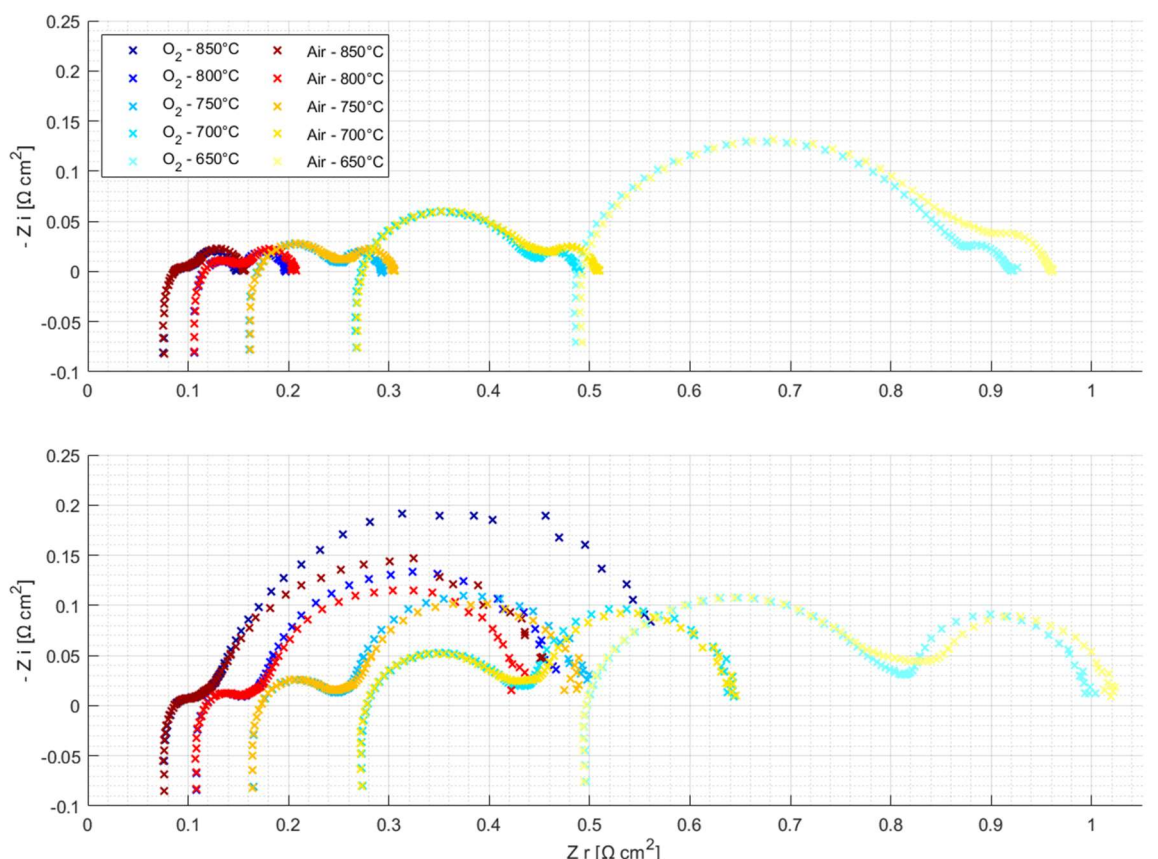 0.25
0.2
0.15
0.1
0.05
0
-0.05
-0.1
- Z i [Ω cm²]
O₂ - 850°C
Air - 850°C
O₂ - 800°C
Air - 800°C
O₂ - 750°C
Air - 750°C
O₂ - 700°C
Air - 700°C
O₂ - 650°C
Air - 650°C
0 0.1 0.2 0.3 0.4 0.5 0.6 0.7 0.8 0.9 1
0.25
0.2
0.15
0.1
0.05
0
-0.05
-0.1
- Z i [Ω cm²]
0 0.1 0.2 0.3 0.4 0.5 0.6 0.7 0.8 0.9 1
Z r [Ω cm²]